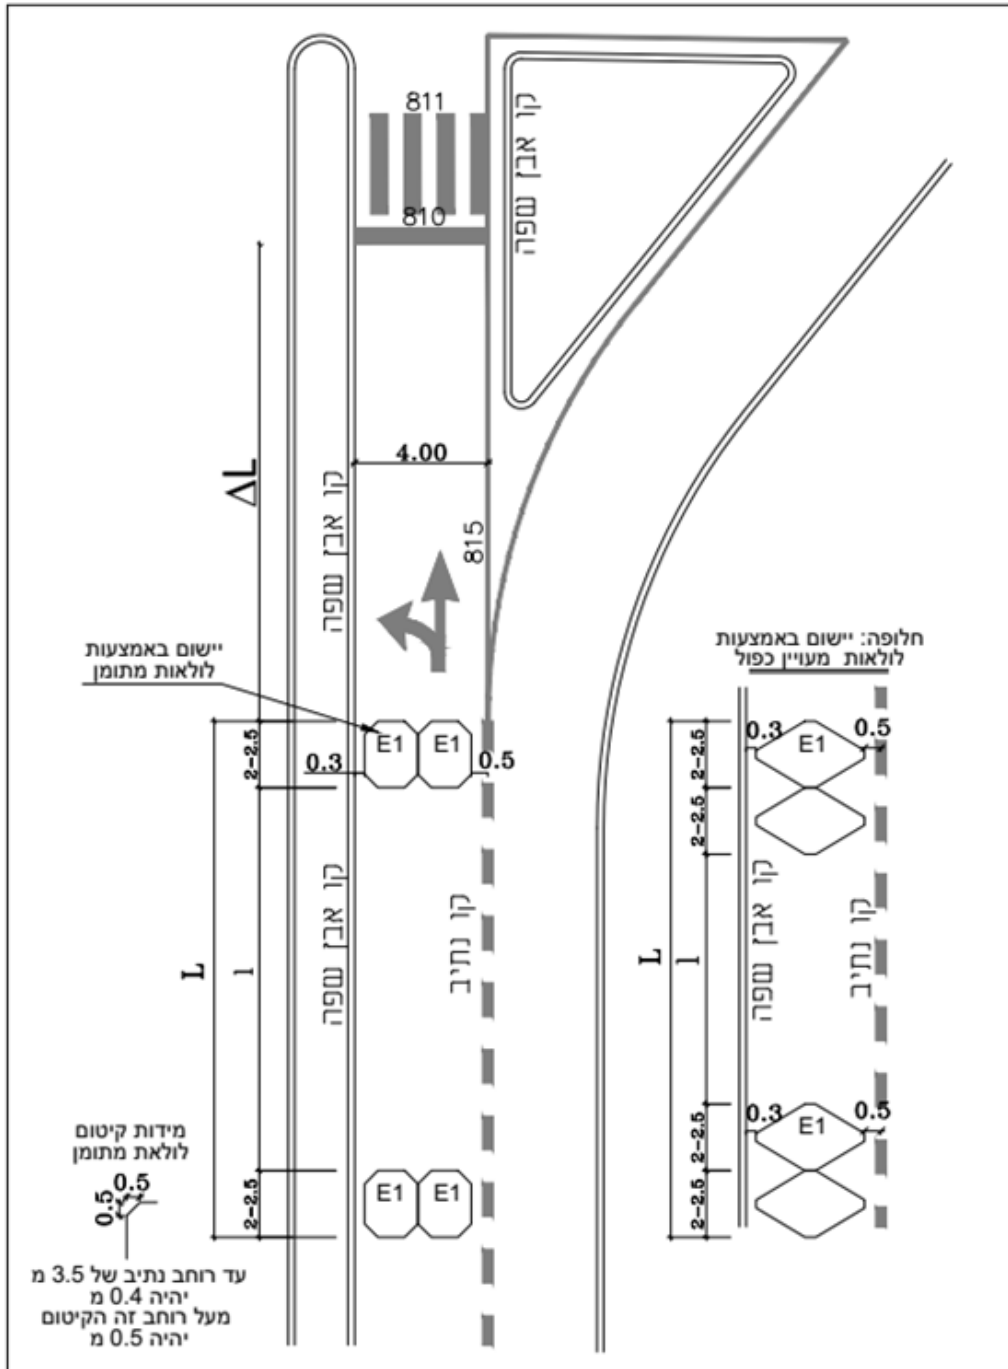 811
קו אבן שפה
810
ΔL
4.00
קו אבן שפה
815
יישום באמצעות
לולאות מתומן
חלופה: יישום באמצעות
לולאות מעויין כפול
E1
E1
2-2.5
0.3
0.5
0.3
E1
0.5
2-2.5
2-2.5
קו אבן שפה
קו נתיב
L
l
קו אבן שפה
קו נתיב
L
l
מידות קיטום
לולאת מתומן
0.5
0.5
E1
E1
2-2.5
0.3
E1
0.5
2-2.5
2-2.5
עד רוחב נתיב של 3.5 מ
יהיה 0.4 מ
מעל רוחב זה הקיטום
יהיה 0.5 מ